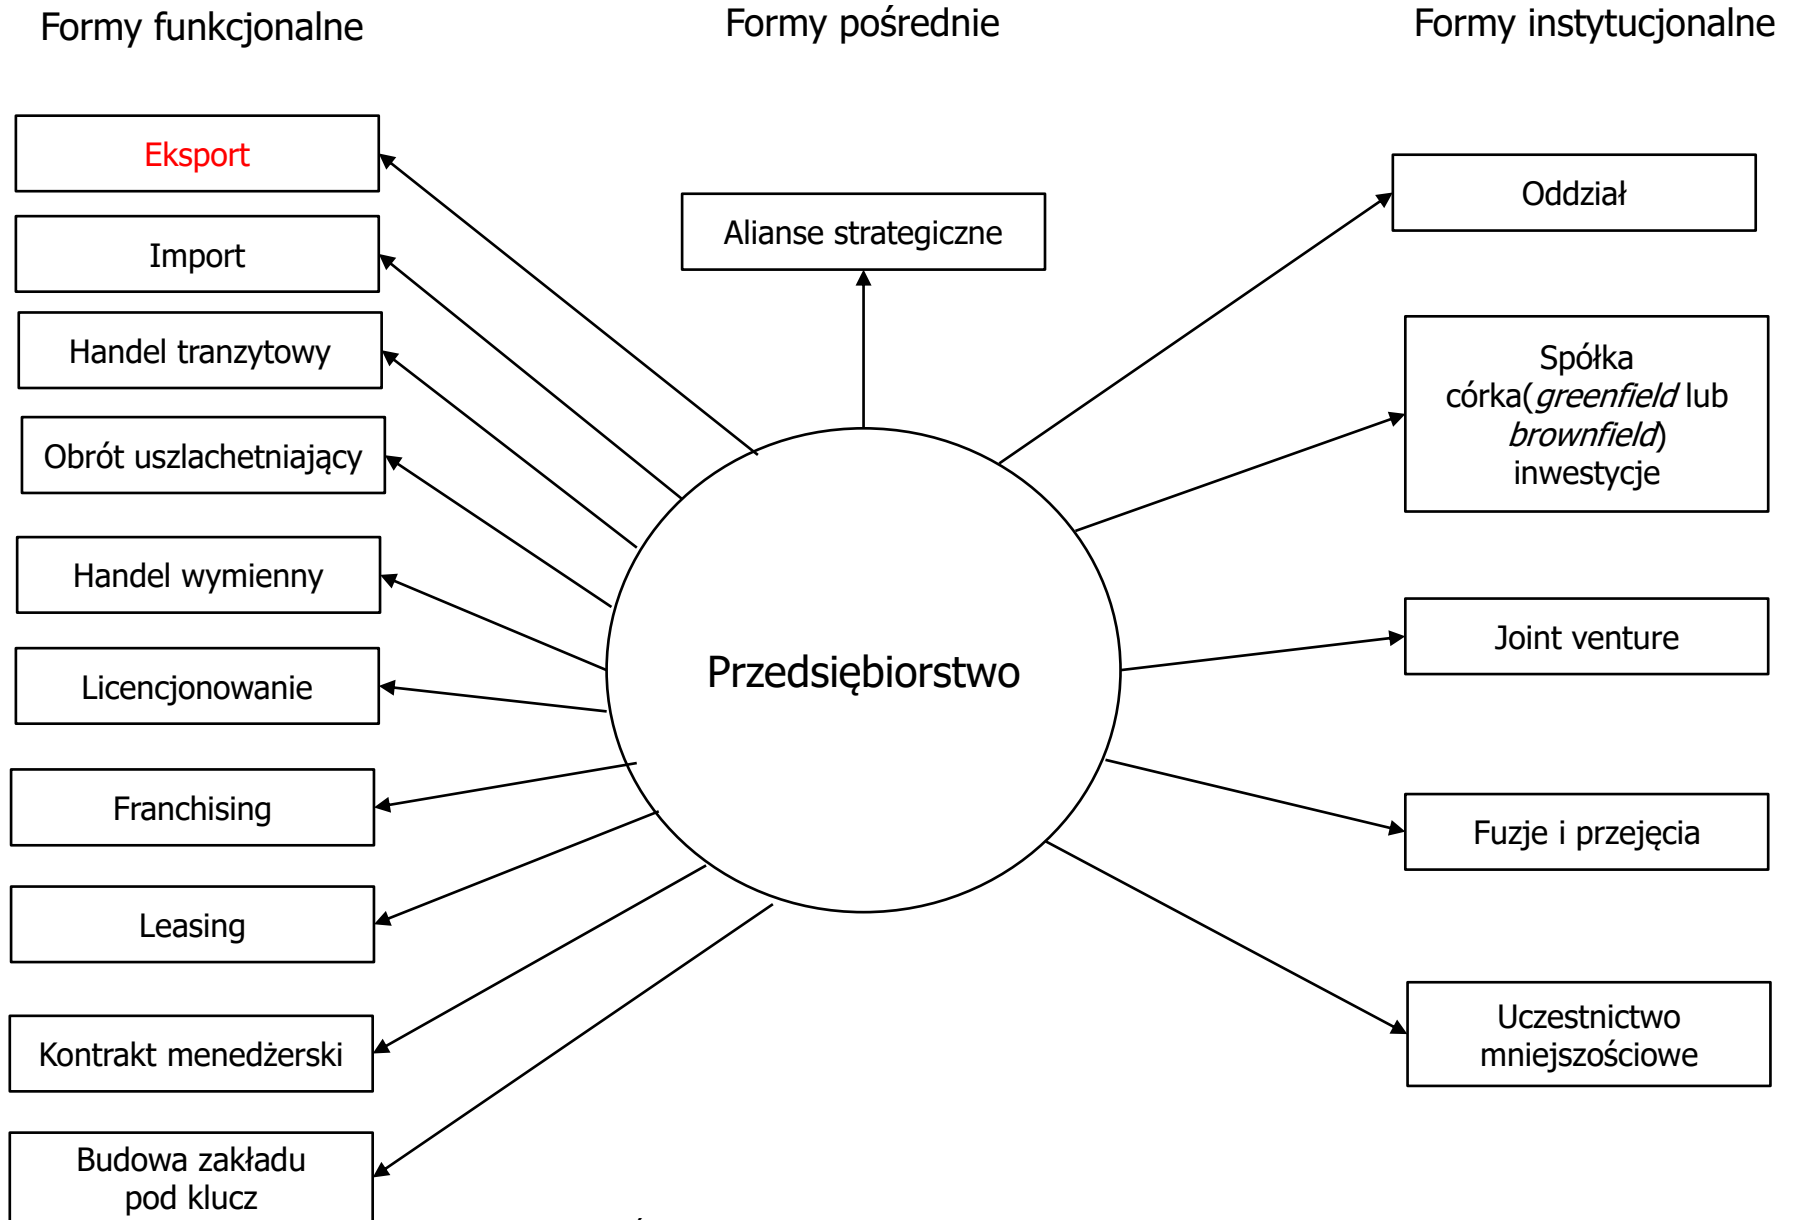 Formy funkcjonalne
Formy pośrednie
Formy instytucjonalne
Eksport
Import
Handel tranzytowy
Obrót uszlachetniający
Handel wymienny
Licencjonowanie
Franchising
Leasing
Kontrakt menedżerski
Budowa zakładu
pod klucz
Alianse strategiczne
Przedsiębiorstwo
Oddział
Spółka
córka(greenfield lub
brownfield)
inwestycje
Joint venture
Fuzje i przejęcia
Uczestnictwo
mniejszościowe